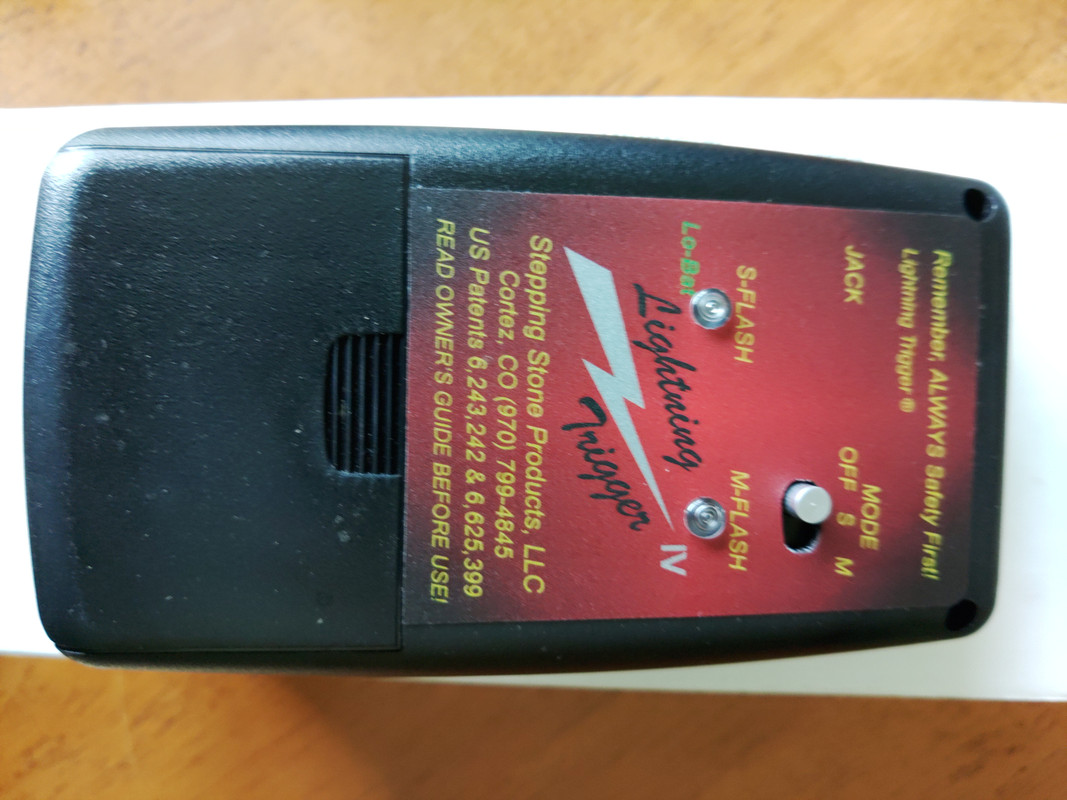 Remember, ALWAYS Safety First!
Lightning Trigger ®
JACK
MODE
OFF S M
S-FLASH
M-FLASH
Lo-Bat
Lightning
Trigger
IV
Stepping Stone Products, LLC
Cortez, CO (970) 799-4845
US Patents 6,243,242 & 6,625,399
READ OWNER'S GUIDE BEFORE USE!